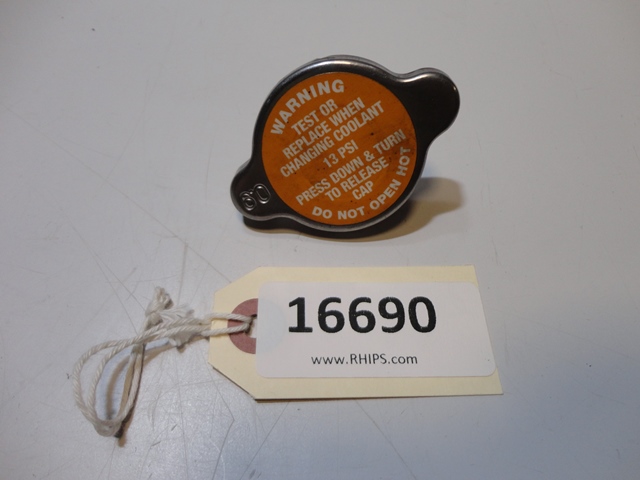 WARNING
TEST OR
REPLACE WHEN
CHANGING COOLANT
13 PSI
PRESS DOWN & TURN
TO RELEASE
CAP
DO NOT OPEN HOT
16690
www.RHIPS.com